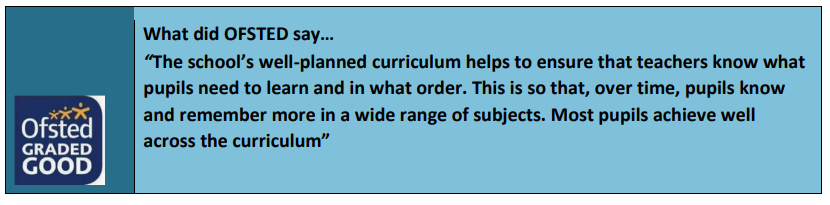 What did OFSTED say…
“The school’s well-planned curriculum helps to ensure that teachers know what
pupils need to learn and in what order. This is so that, over time, pupils know
and remember more in a wide range of subjects. Most pupils achieve well
across the curriculum”
Ofsted
GRADED
GOOD